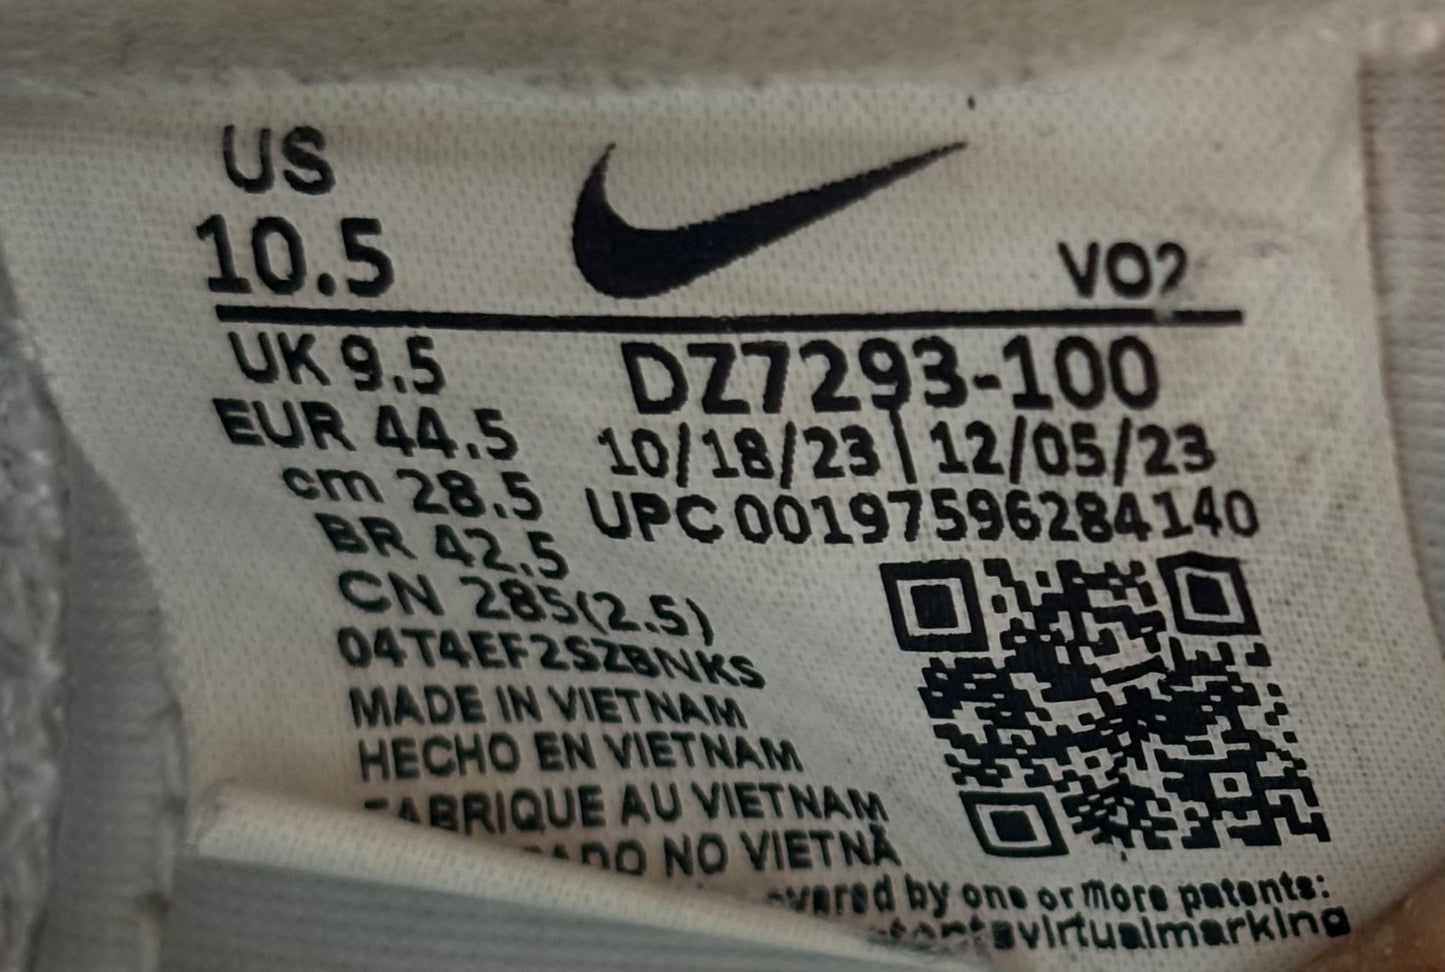 US
10.5
VO2
UK 9.5
EUR 44.5
cm 28.5
BR 42.5
CN 285(2.5)
04T4EF2SZBNKS
DZ7293-100
10/18/23 | 12/05/23
UPC 00197596284140
MADE IN VIETNAM
HECHO EN VIETNAM
FABRIQUE AU VIETNAM
NO VIETNÃ
by one or more patents: